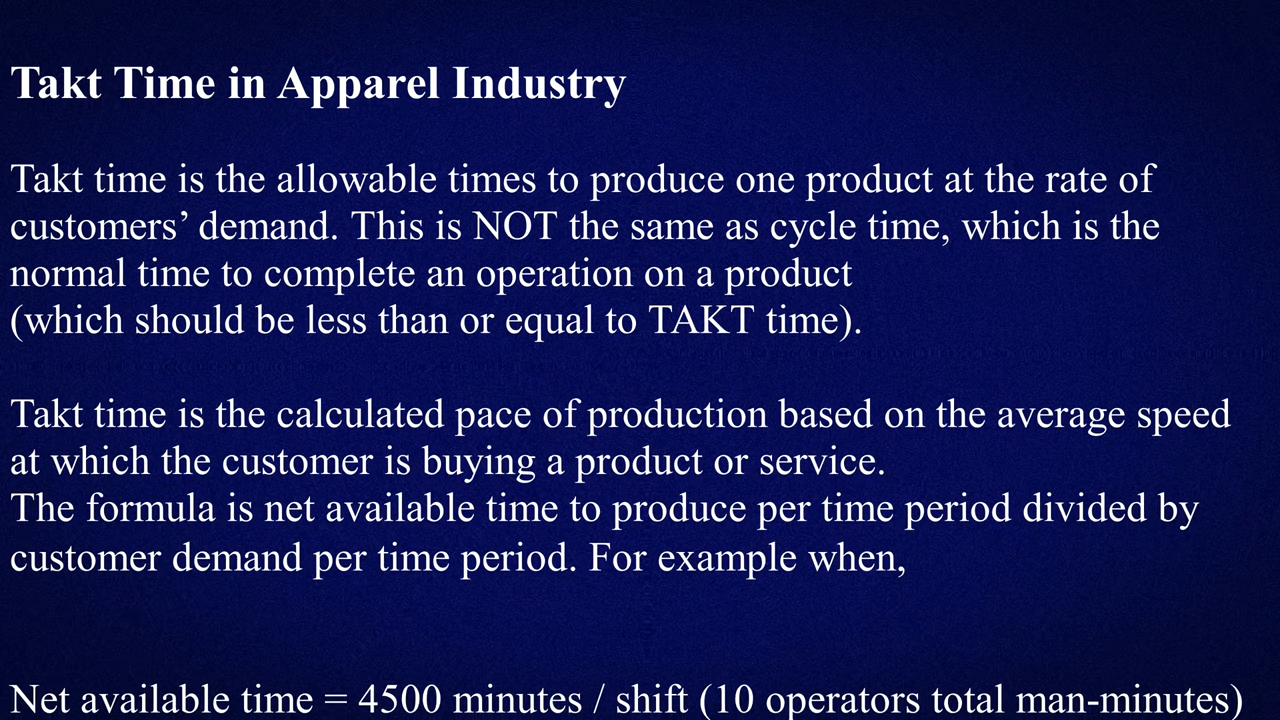 Takt Time in Apparel Industry
Takt time is the allowable times to produce one product at the rate of
customers’ demand. This is NOT the same as cycle time, which is the
normal time to complete an operation on a product
(which should be less than or equal to TAKT time).
Takt time is the calculated pace of production based on the average speed
at which the customer is buying a product or service.
The formula is net available time to produce per time period divided by
customer demand per time period. For example when,
Net available time = 4500 minutes / shift (10 operators total man-minutes)